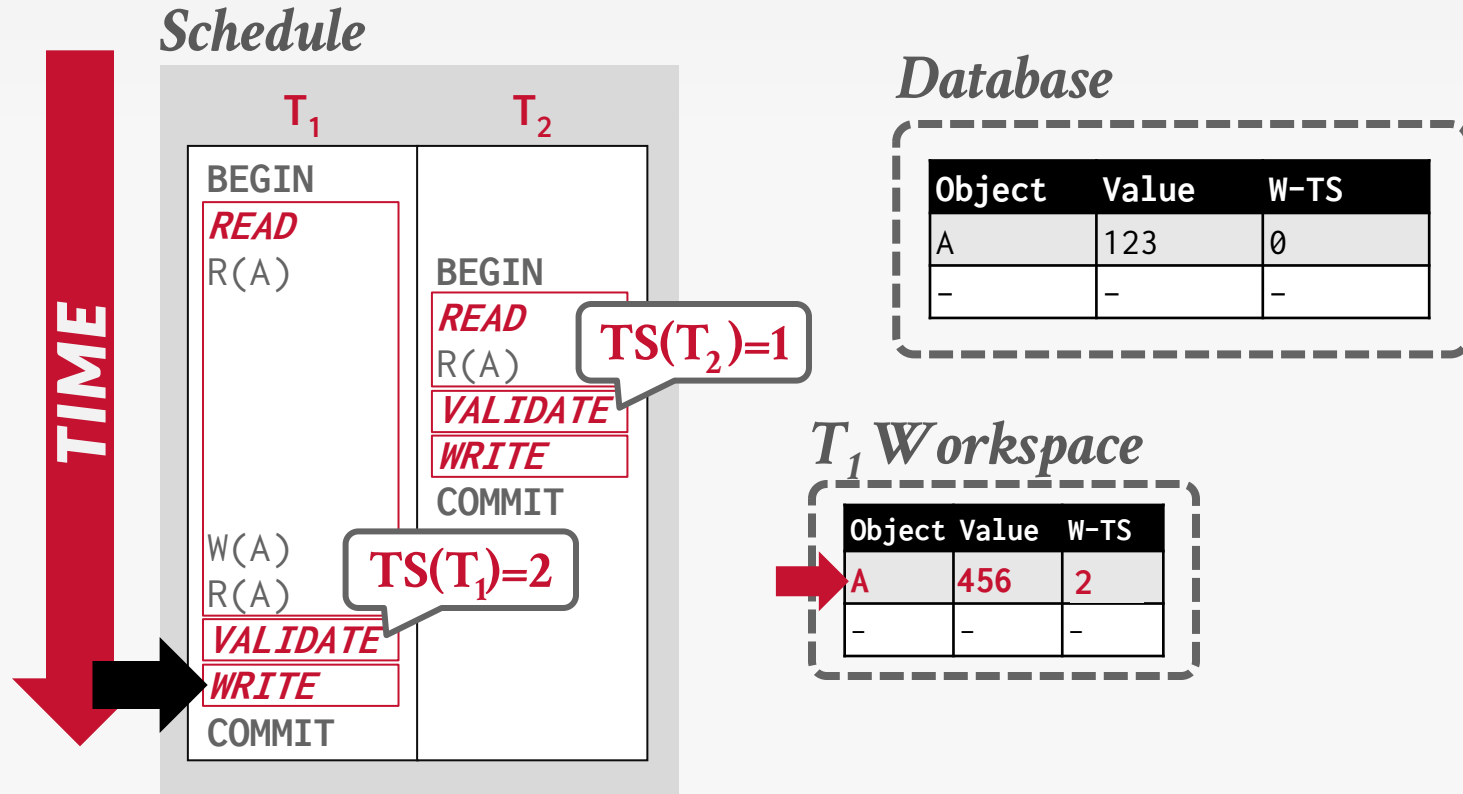 Schedule
TIME
T₁ T₂
BEGIN
READ
R(A) BEGIN
READ
TS(T₂)=1
R(A)
VALIDATE
WRITE
COMMIT
W(A)
TS(T₁)=2
R(A)
VALIDATE
WRITE
COMMIT
Database
Object Value W-TS
A 123 0
– – –
T₁ Workspace
Object Value W-TS
A 456 2
– – –